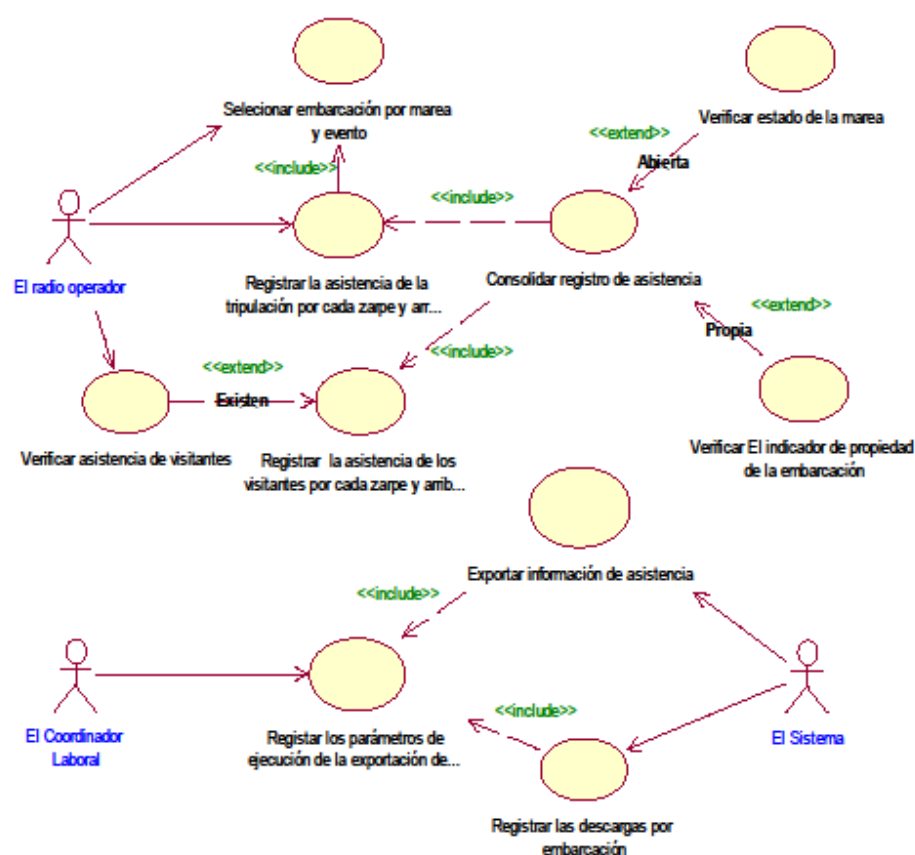 Selecionar embarcación por marea
y evento
Verificar estado de la marea
<<extend>>
Abierta
<<include>>
<<include>>
El radio operador
Registrar la asistencia de la
tripulación por cada zarpe y arr...
Consolidar registro de asistencia
<<extend>>
Propia
<<include>>
<<extend>>
Existen
Verificar asistencia de visitantes
Registrar la asistencia de los
visitantes por cada zarpe y arrib...
Verificar El indicador de propiedad
de la embarcación
Exportar información de asistencia
<<include>>
El Coordinador
Laboral
Registar los parámetros de
ejecución de la exportación de...
<<include>>
El Sistema
Registrar las descargas por
embarcación